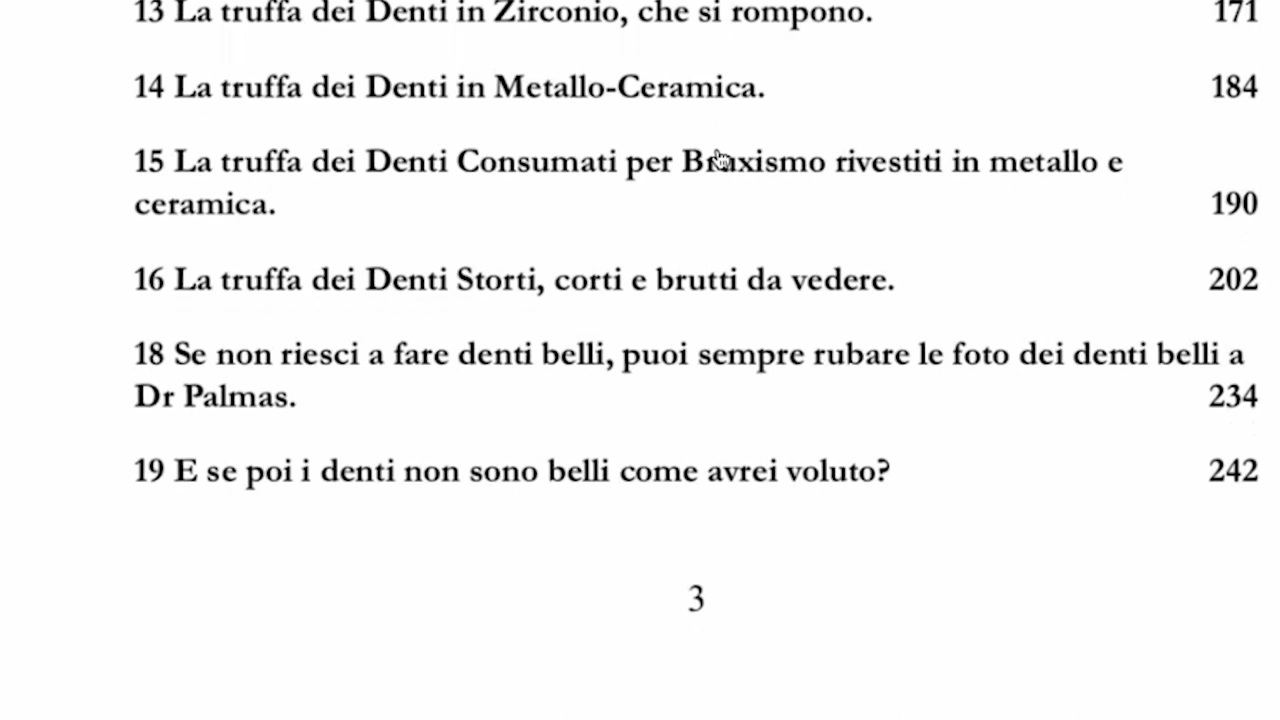 13 La truffa dei Denti in Zirconio, che si rompono. 171
14 La truffa dei Denti in Metallo-Ceramica. 184
15 La truffa dei Denti Consumati per Bruxismo rivestiti in metallo e
ceramica. 190
16 La truffa dei Denti Storti, corti e brutti da vedere. 202
18 Se non riesci a fare denti belli, puoi sempre rubare le foto dei denti belli a
Dr Palmas. 234
19 E se poi i denti non sono belli come avrei voluto? 242
3